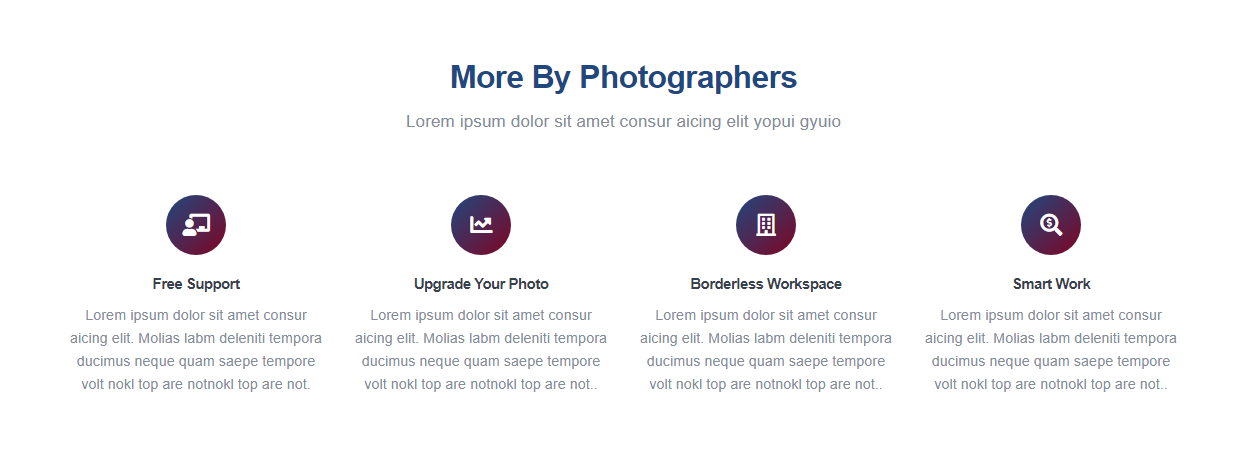 More By Photographers
Lorem ipsum dolor sit amet consur aicing elit yopui gyuio
Free Support
Lorem ipsum dolor sit amet consur
aicing elit. Molias labm deleniti tempora
ducimus neque quam saepe tempore
volt nokl top are notnokl top are not.
Upgrade Your Photo
Lorem ipsum dolor sit amet consur
aicing elit. Molias labm deleniti tempora
ducimus neque quam saepe tempore
volt nokl top are notnokl top are not..
Borderless Workspace
Lorem ipsum dolor sit amet consur
aicing elit. Molias labm deleniti tempora
ducimus neque quam saepe tempore
volt nokl top are notnokl top are not..
Smart Work
Lorem ipsum dolor sit amet consur
aicing elit. Molias labm deleniti tempora
ducimus neque quam saepe tempore
volt nokl top are notnokl top are not..